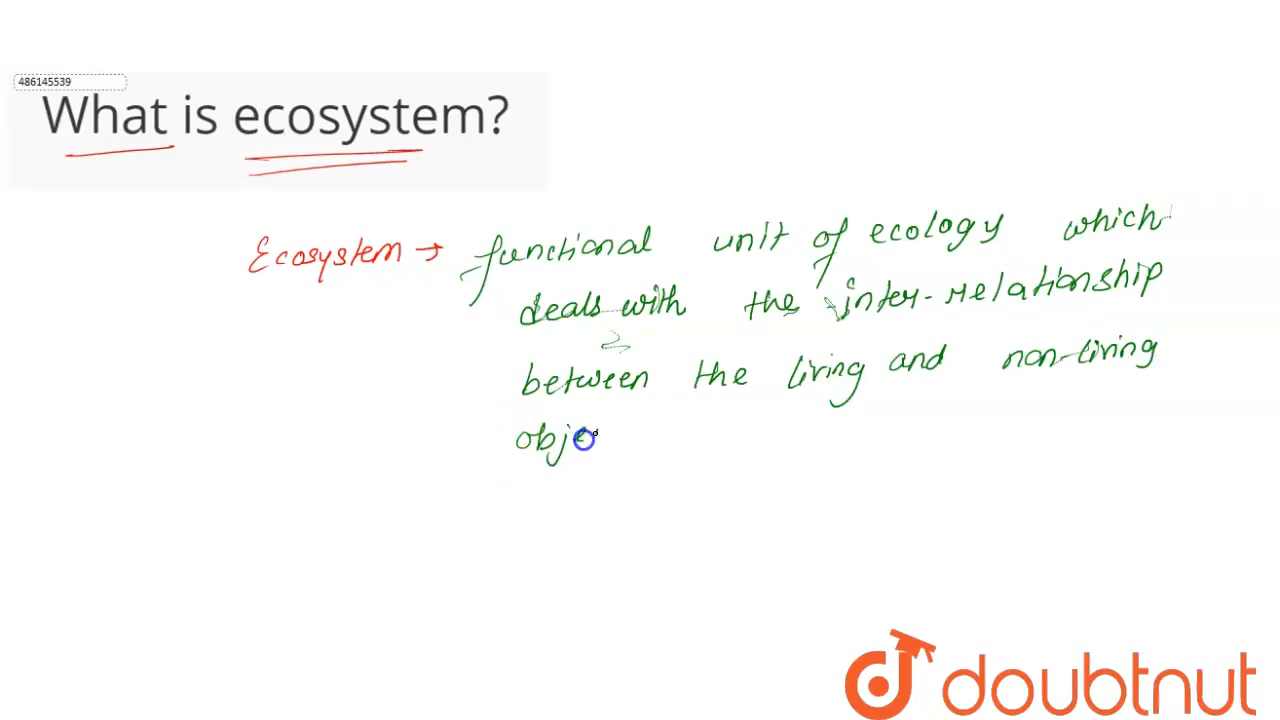 486145539
What is ecosystem?
Ecosystem → functional unit of ecology which
deals with the inter-relationship
between the living and non-living
obje
doubtnut